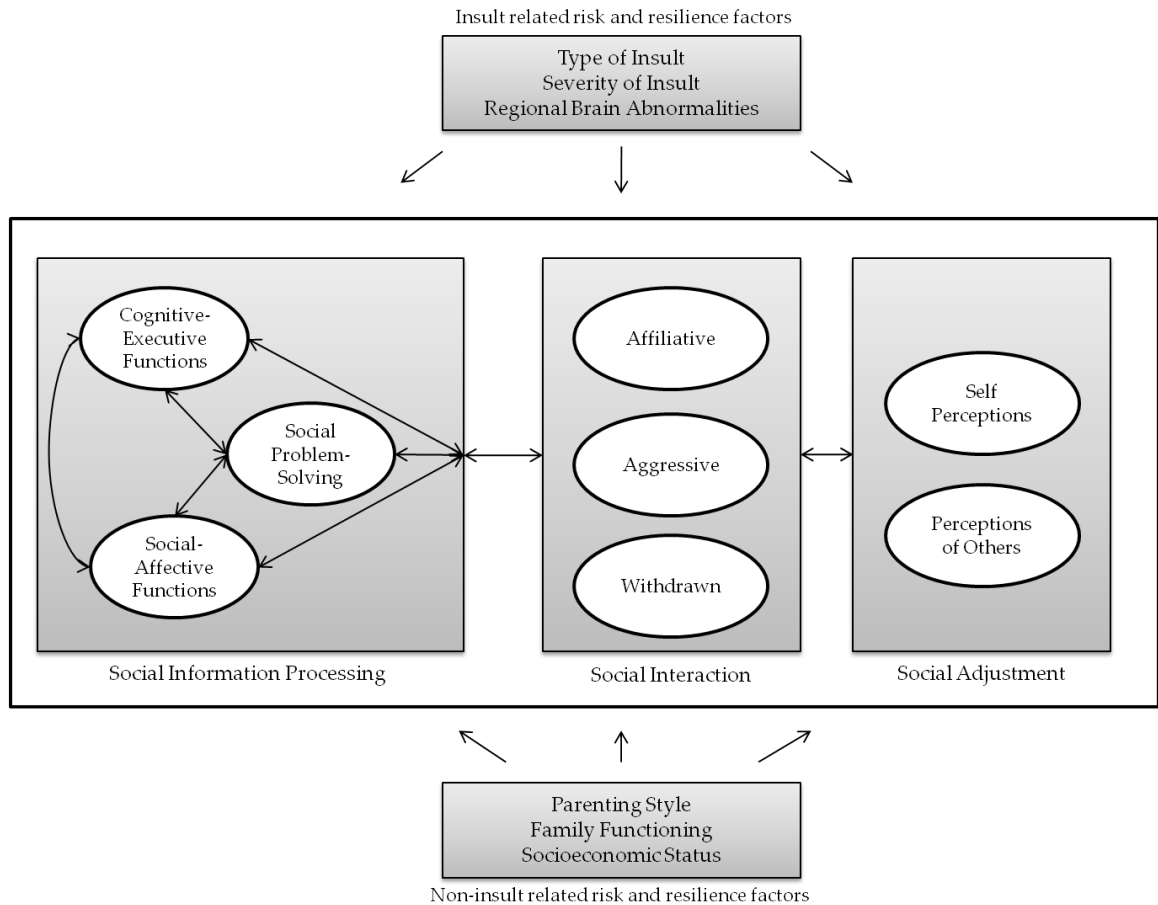 Insult related risk and resilience factors
Type of Insult
Severity of Insult
Regional Brain Abnormalities
Cognitive-
Executive
Functions
Social
Problem-
Solving
Social-
Affective
Functions
Social Information Processing
Affiliative
Aggressive
Withdrawn
Social Interaction
Self
Perceptions
Perceptions
of Others
Social Adjustment
Parenting Style
Family Functioning
Socioeconomic Status
Non-insult related risk and resilience factors